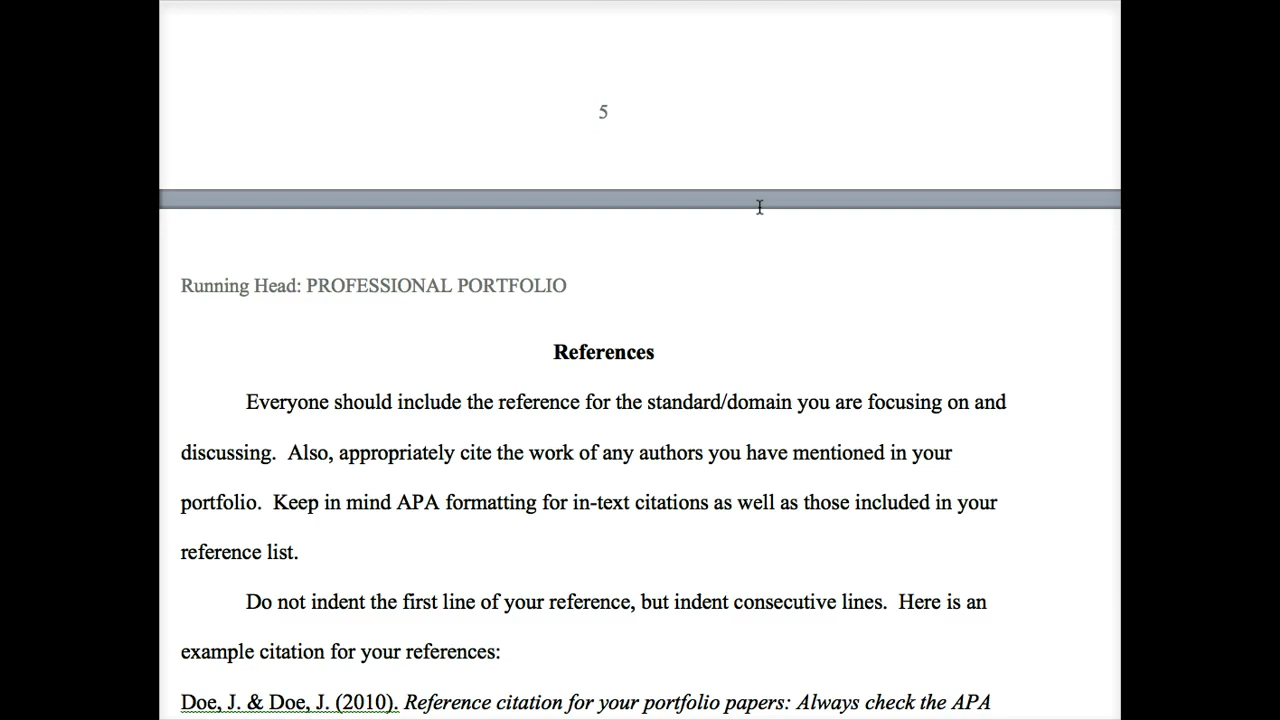 5
Running Head: PROFESSIONAL PORTFOLIO
References
Everyone should include the reference for the standard/domain you are focusing on and
discussing.  Also, appropriately cite the work of any authors you have mentioned in your
portfolio.  Keep in mind APA formatting for in-text citations as well as those included in your
reference list.
Do not indent the first line of your reference, but indent consecutive lines.  Here is an
example citation for your references:
Doe, J. & Doe, J. (2010). Reference citation for your portfolio papers: Always check the APA